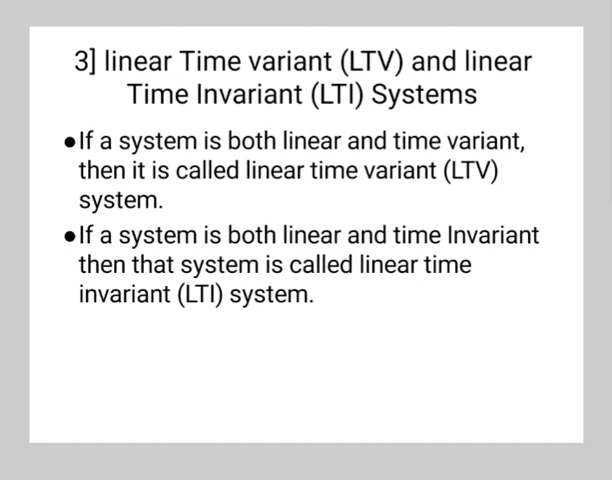 3] linear Time variant (LTV) and linear
Time Invariant (LTI) Systems
●If a system is both linear and time variant,
then it is called linear time variant (LTV)
system.
●If a system is both linear and time Invariant
then that system is called linear time
invariant (LTI) system.